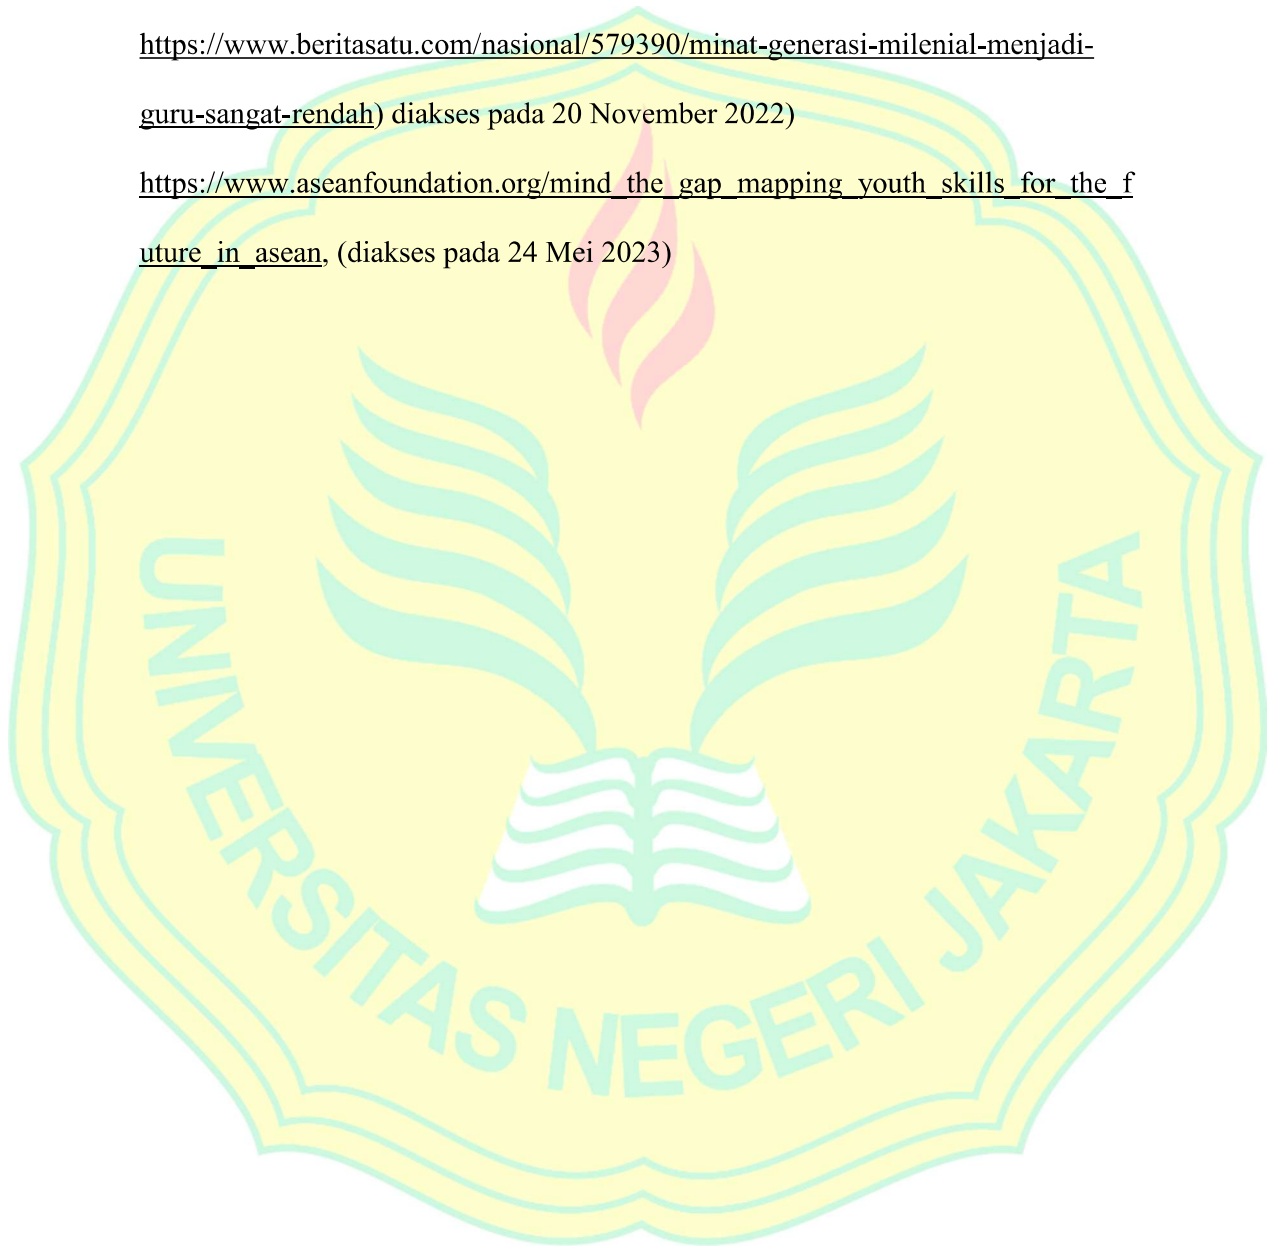 https://www.beritasatu.com/nasional/579390/minat-generasi-milenial-menjadi-
guru-sangat-rendah) diakses pada 20 November 2022)
https://www.aseanfoundation.org/mind_the_gap_mapping_youth_skills_for_the_f
uture_in_asean, (diakses pada 24 Mei 2023)
UNIVERSITAS NEGERI JAKARTA